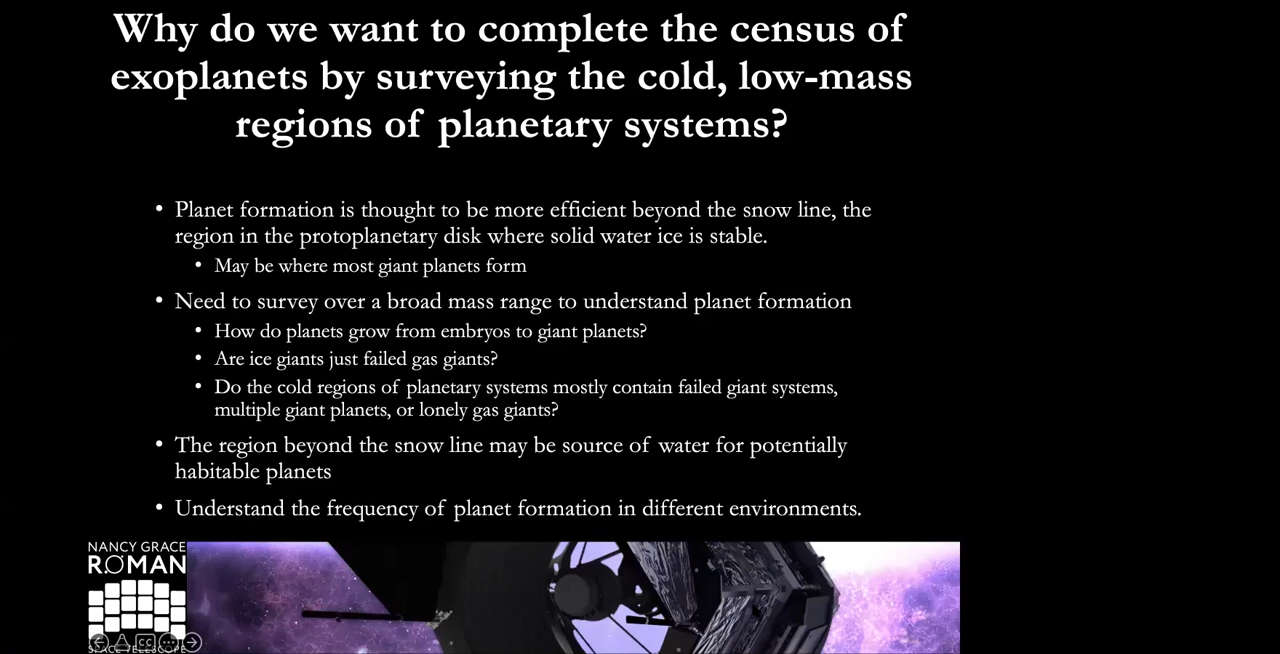 Why do we want to complete the census of
exoplanets by surveying the cold, low-mass
regions of planetary systems?
• Planet formation is thought to be more efficient beyond the snow line, the
region in the protoplanetary disk where solid water ice is stable.
• May be where most giant planets form
• Need to survey over a broad mass range to understand planet formation
• How do planets grow from embryos to giant planets?
• Are ice giants just failed gas giants?
• Do the cold regions of planetary systems mostly contain failed giant systems,
multiple giant planets, or lonely gas giants?
• The region beyond the snow line may be source of water for potentially
habitable planets
• Understand the frequency of planet formation in different environments.
NANCY GRACE
ROMAN
CC
SPACE TELESCOPE